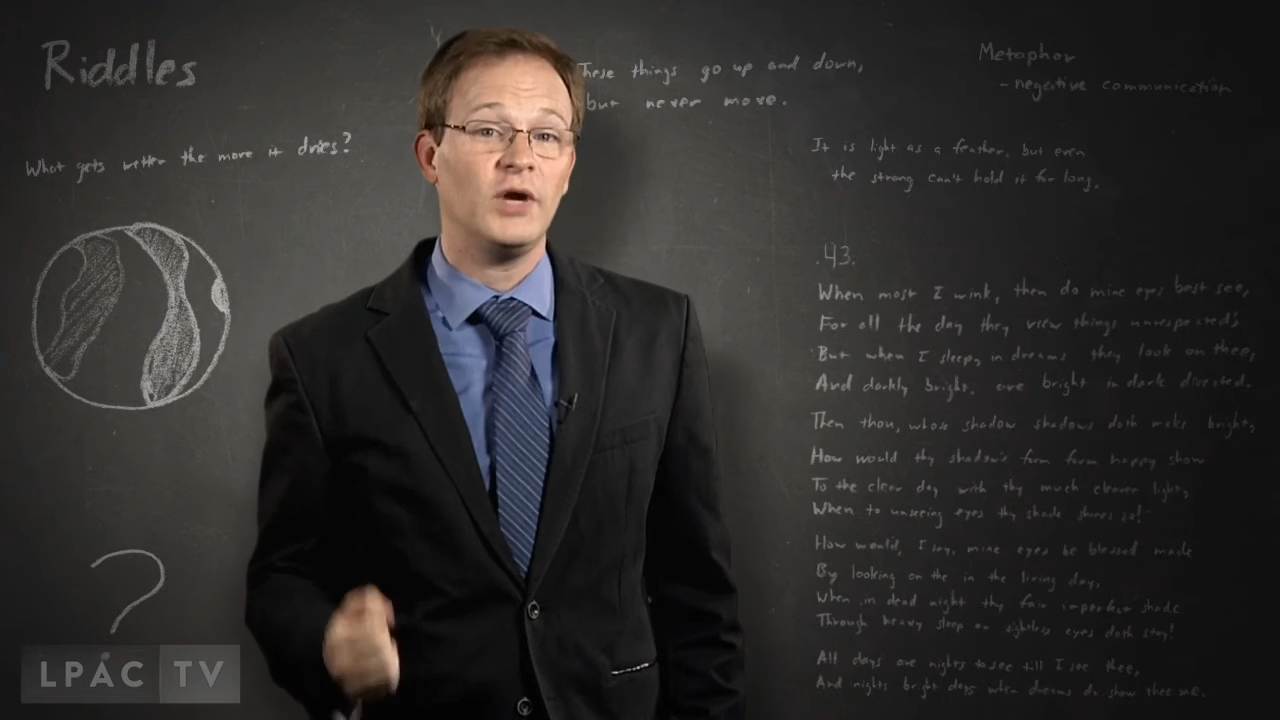 Riddles
What gets wetter the more it dries?
?
These things go up and down,
but never move.
Metaphor
- negative communication
It is light as a feather, but even
the strong can't hold it for long.
43.
When most I wink, then do mine eyes best see,
For all the day they view things unrespected;
But when I sleep, in dreams they look on thee,
And darkly bright, are bright in dark directed.
Then thou, whose shadow shadows doth make bright,
How would thy shadow's form form happy show
To the clear day with thy much clearer light,
When to unseeing eyes thy shade shines so!
How would, I say, mine eyes be blessed made
By looking on the in the living day,
When in dead night thy fair imperfect shade
Through heavy sleep on sightless eyes doth stay!
All days are nights to see till I see thee,
And nights bright days when dreams do show thee me.
LPAC TV